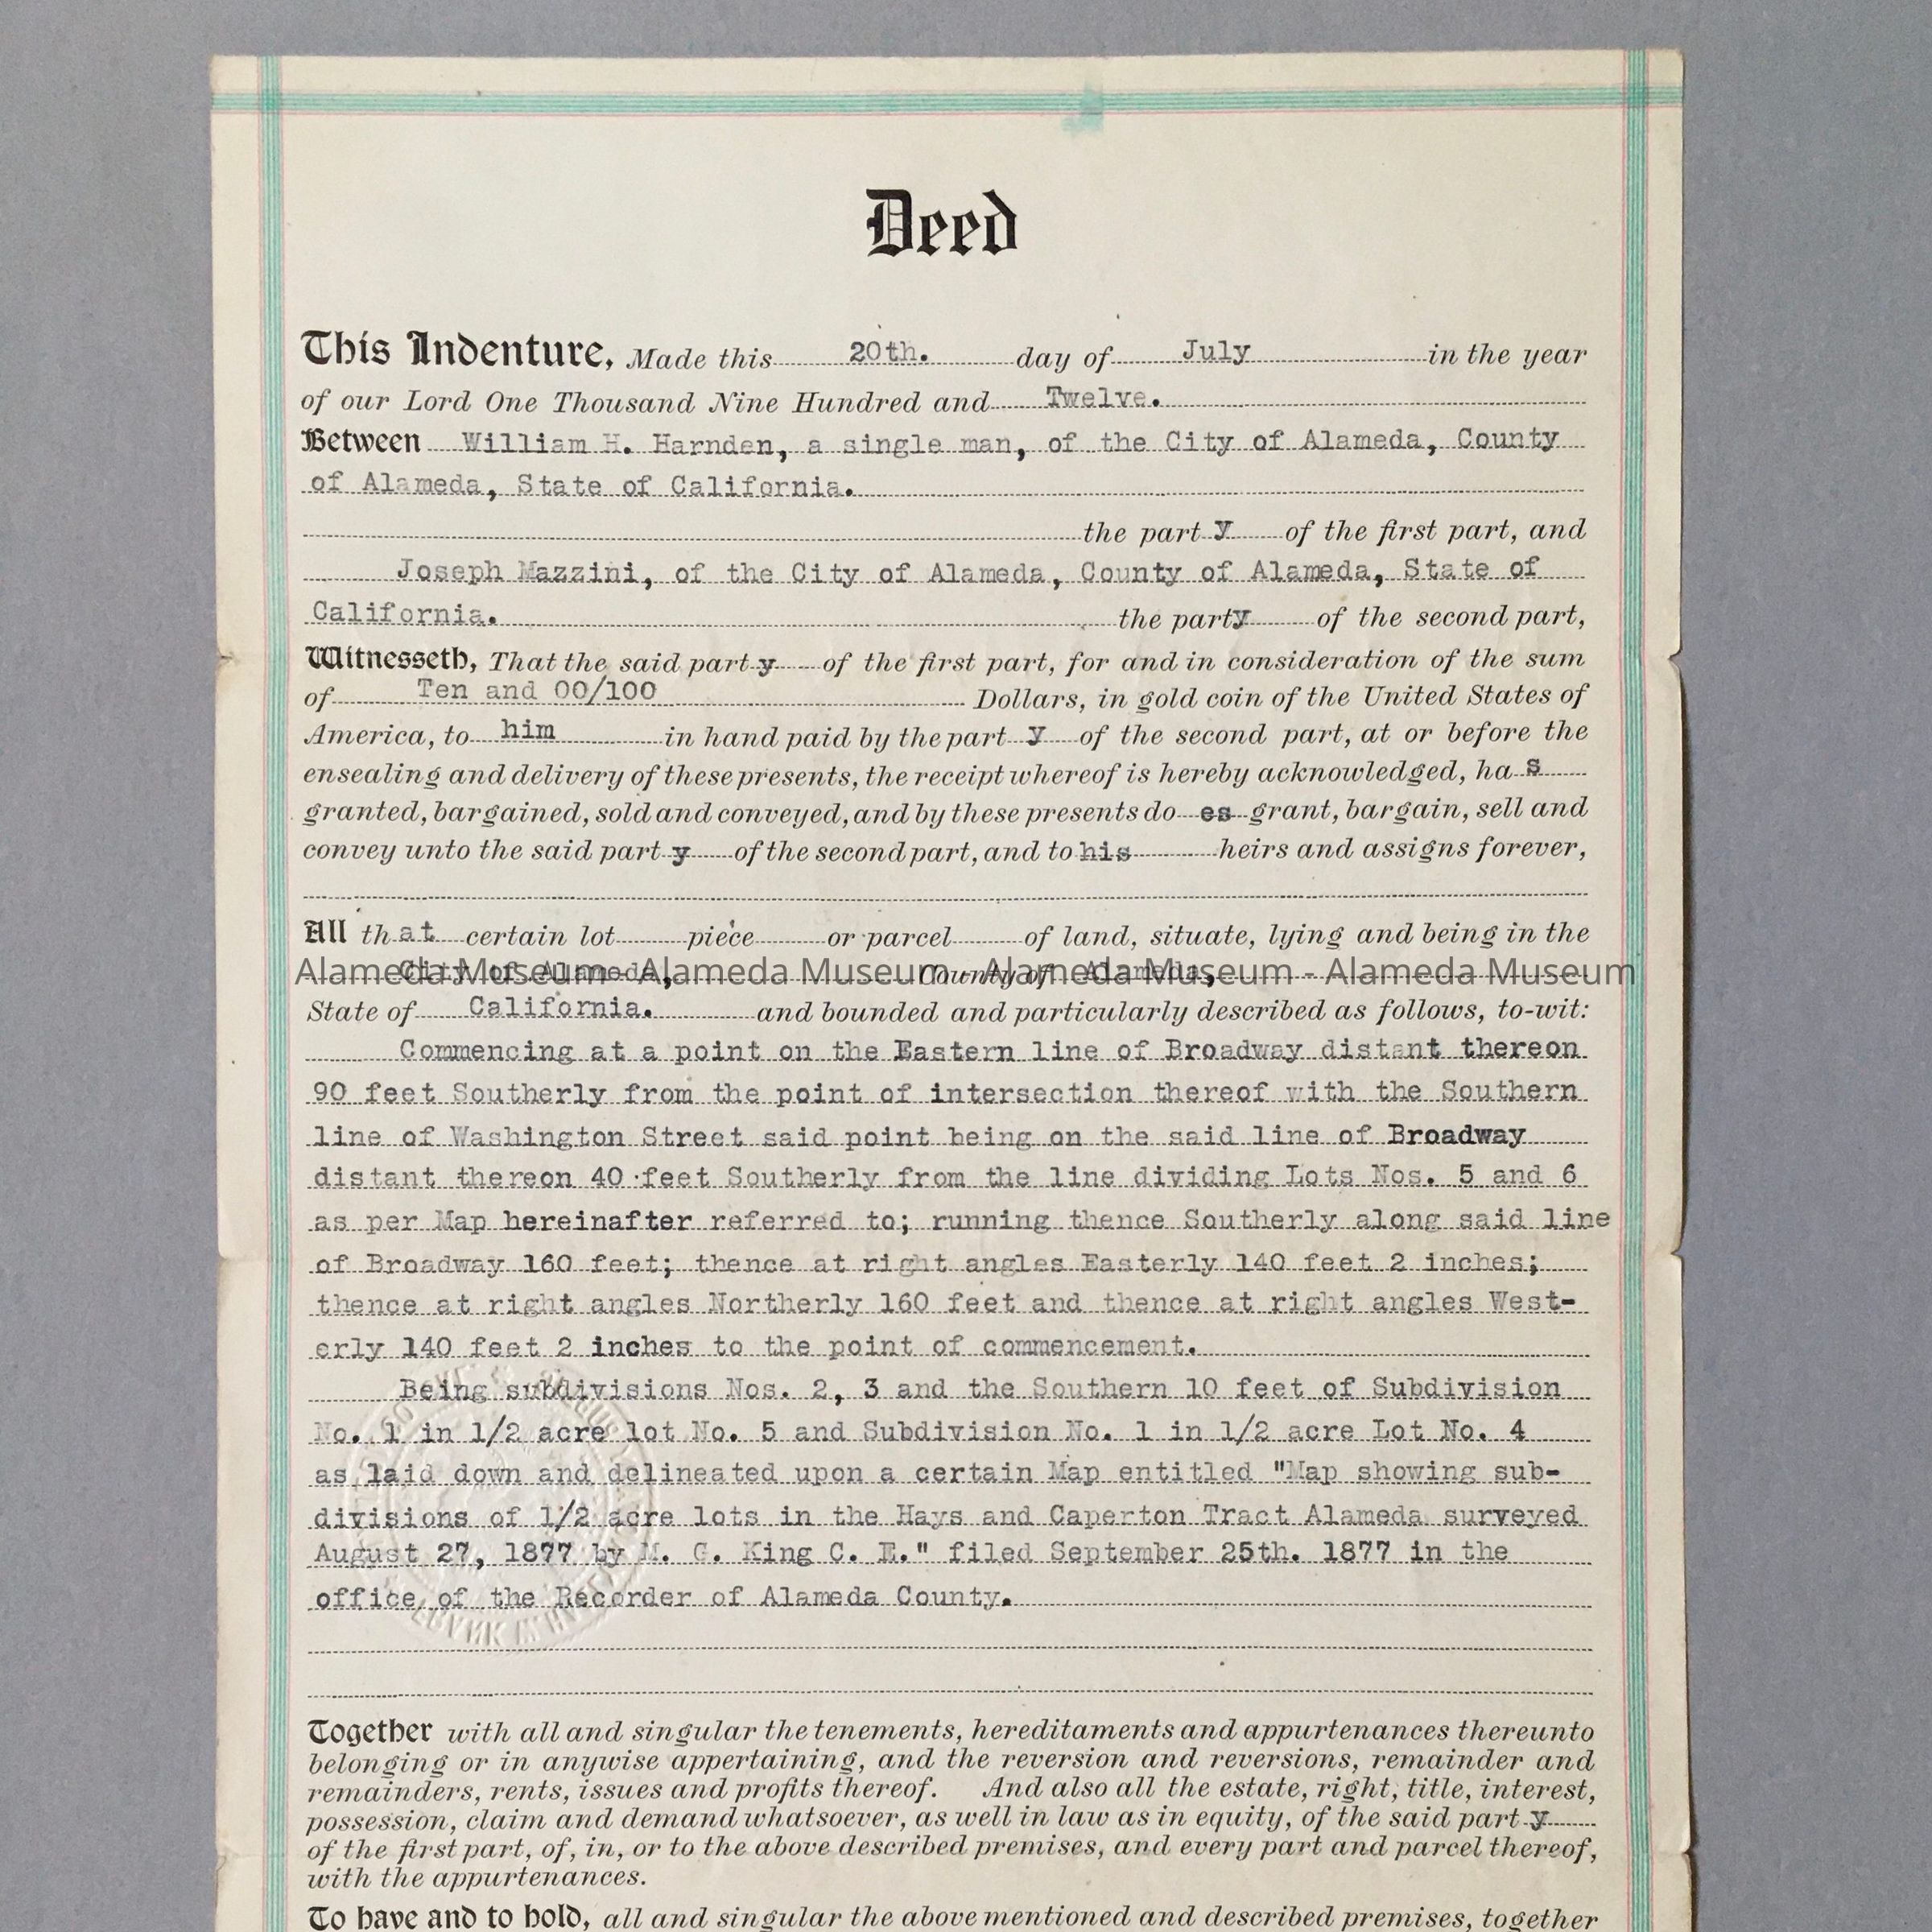 Deed
This Indenture, Made this 20th. day of July in the year
of our Lord One Thousand Nine Hundred and Twelve.
Between William H. Harnden, a single man, of the City of Alameda, County
of Alameda, State of California.
the party of the first part, and
Joseph Mazzini, of the City of Alameda, County of Alameda, State of
California. the party of the second part,
Witnesseth, That the said party of the first part, for and in consideration of the sum
of Ten and 00/100 Dollars, in gold coin of the United States of
America, to him in hand paid by the party of the second part, at or before the
ensealing and delivery of these presents, the receipt whereof is hereby acknowledged, has
granted, bargained, sold and conveyed, and by these presents does grant, bargain, sell and
convey unto the said party of the second part, and to his heirs and assigns forever,
All that certain lot piece or parcel of land, situate, lying and being in the
City of Alameda, County of Alameda,
Alameda Museum - Alameda Museum - Alameda Museum - Alameda Museum
State of California. and bounded and particularly described as follows, to-wit:
Commencing at a point on the Eastern line of Broadway distant thereon
90 feet Southerly from the point of intersection thereof with the Southern
line of Washington Street said point being on the said line of Broadway
distant thereon 40 feet Southerly from the line dividing Lots Nos. 5 and 6
as per Map hereinafter referred to; running thence Southerly along said line
of Broadway 160 feet; thence at right angles Easterly 140 feet 2 inches;
thence at right angles Northerly 160 feet and thence at right angles West-
erly 140 feet 2 inches to the point of commencement.
Being subdivisions Nos. 2, 3 and the Southern 10 feet of Subdivision
No. 1 in 1/2 acre lot No. 5 and Subdivision No. 1 in 1/2 acre Lot No. 4
as laid down and delineated upon a certain Map entitled "Map showing sub-
divisions of 1/2 acre lots in the Hays and Caperton Tract Alameda surveyed
August 27, 1877 by M. G. King C. E." filed September 25th. 1877 in the
office of the Recorder of Alameda County.
Together with all and singular the tenements, hereditaments and appurtenances thereunto
belonging or in anywise appertaining, and the reversion and reversions, remainder and
remainders, rents, issues and profits thereof. And also all the estate, right, title, interest,
possession, claim and demand whatsoever, as well in law as in equity, of the said party
of the first part, of, in, or to the above described premises, and every part and parcel thereof,
with the appurtenances.
To have and to hold, all and singular the above mentioned and described premises, together